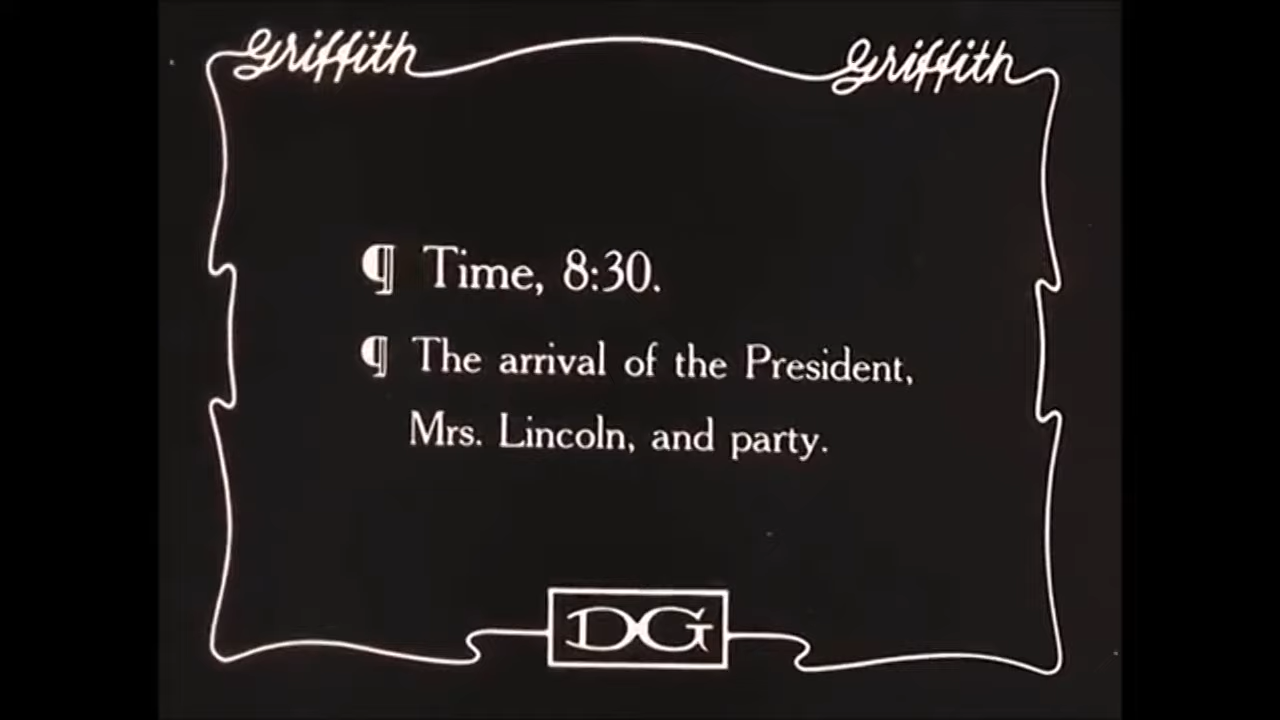 Griffith Griffith
¶ Time, 8:30.
¶ The arrival of the President,
Mrs. Lincoln, and party.
DG